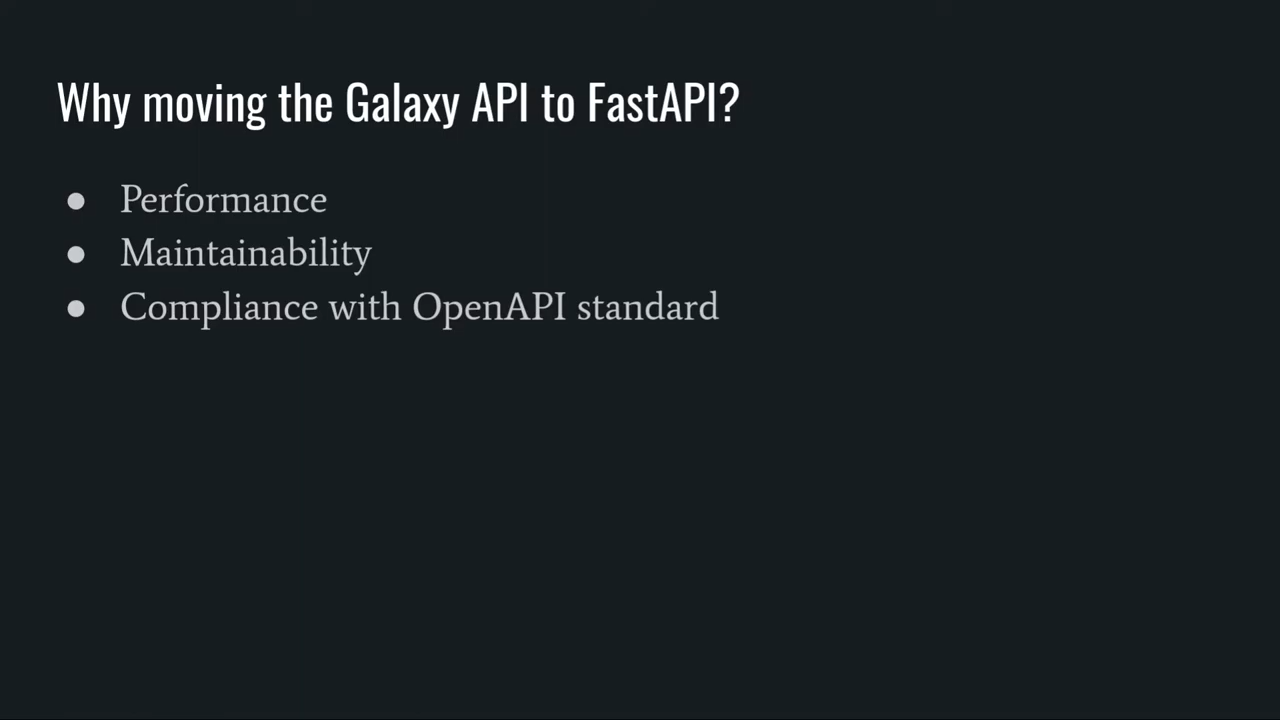 Why moving the Galaxy API to FastAPI?
● Performance
● Maintainability
● Compliance with OpenAPI standard